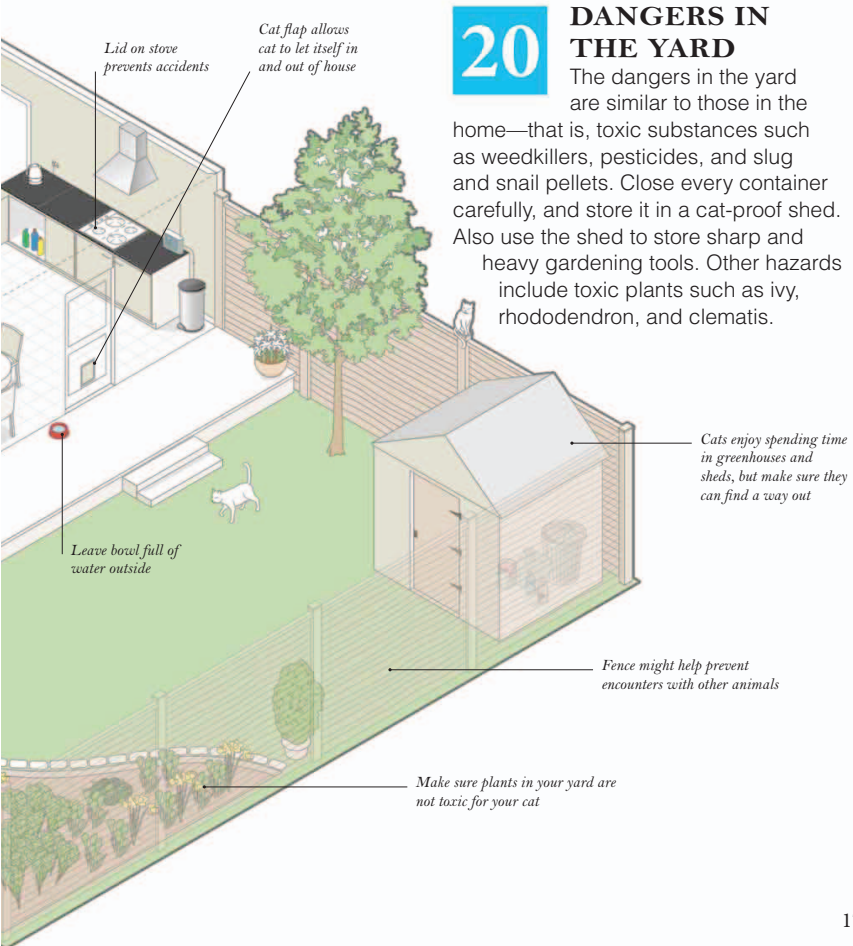 Lid on stove
prevents accidents
Cat flap allows
cat to let itself in
and out of house
20
DANGERS IN
THE YARD
The dangers in the yard
are similar to those in the
home—that is, toxic substances such
as weedkillers, pesticides, and slug
and snail pellets. Close every container
carefully, and store it in a cat-proof shed.
Also use the shed to store sharp and
heavy gardening tools. Other hazards
include toxic plants such as ivy,
rhododendron, and clematis.
Cats enjoy spending time
in greenhouses and
sheds, but make sure they
can find a way out
Leave bowl full of
water outside
Fence might help prevent
encounters with other animals
Make sure plants in your yard are
not toxic for your cat
1